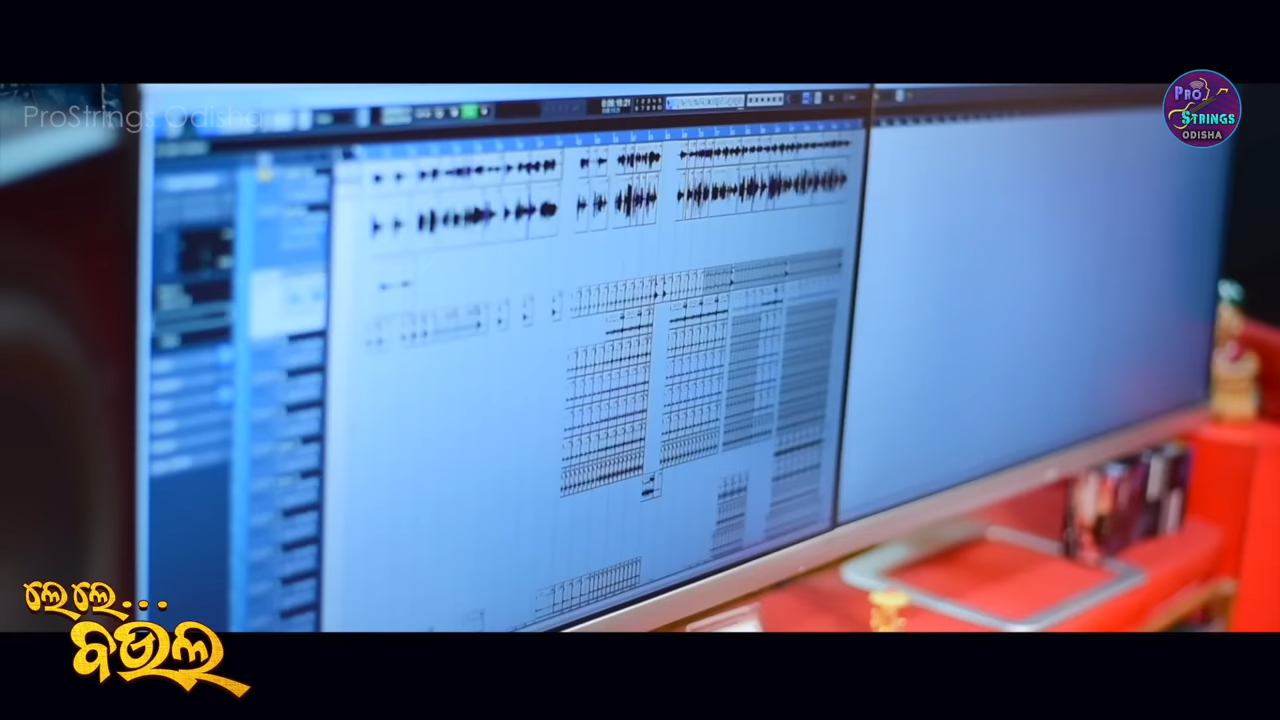 ProStrings Odisha
PRO
STRINGS
ODISHA
ଲେ ଲେ...
ବଉଲ